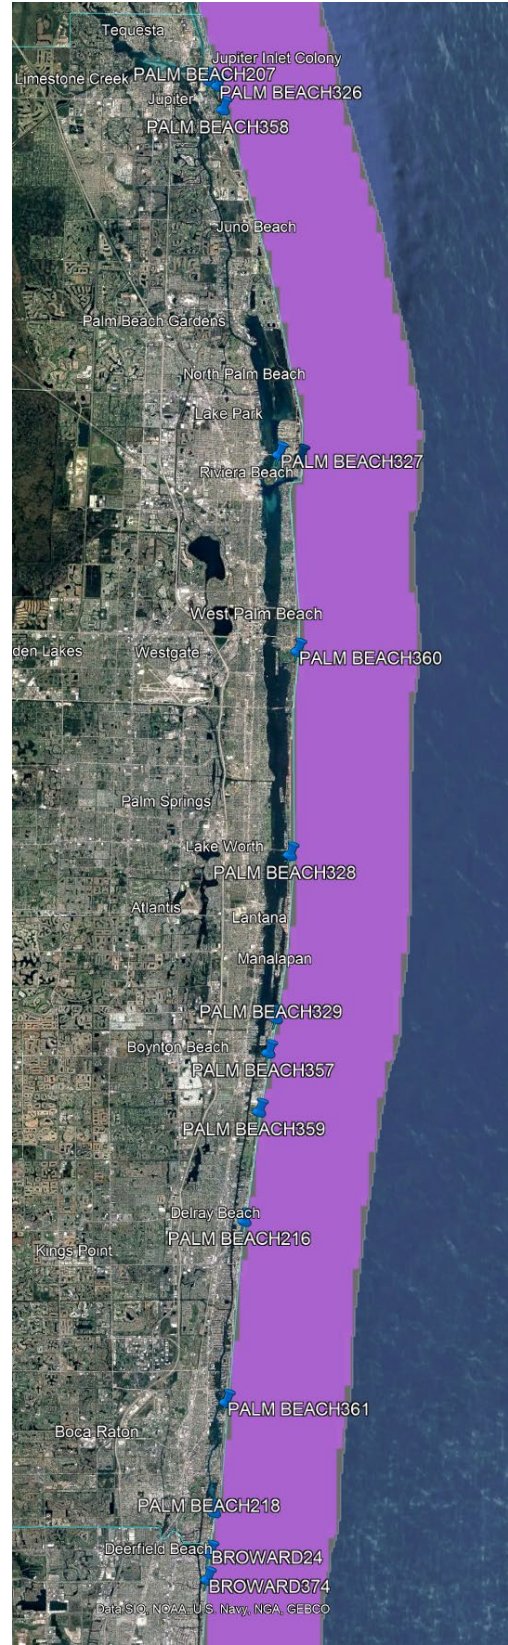 Tequesta
Jupiter Inlet Colony
Limestone Creek
PALM BEACH207
PALM BEACH326
Jupiter
PALM BEACH358
Juno Beach
Palm Beach Gardens
North Palm Beach
Lake Park
PALM BEACH327
Riviera Beach
West Palm Beach
den Lakes
Westgate
PALM BEACH360
Palm Springs
Lake Worth
PALM BEACH328
Atlantis
Lantana
Manalapan
PALM BEACH329
Boynton Beach
PALM BEACH357
PALM BEACH359
Delray Beach
PALM BEACH216
Kings Point
PALM BEACH361
Boca Raton
PALM BEACH218
Deerfield Beach
BROWARD24
BROWARD374
Data SIO, NOAA, U.S. Navy, NGA, GEBCO